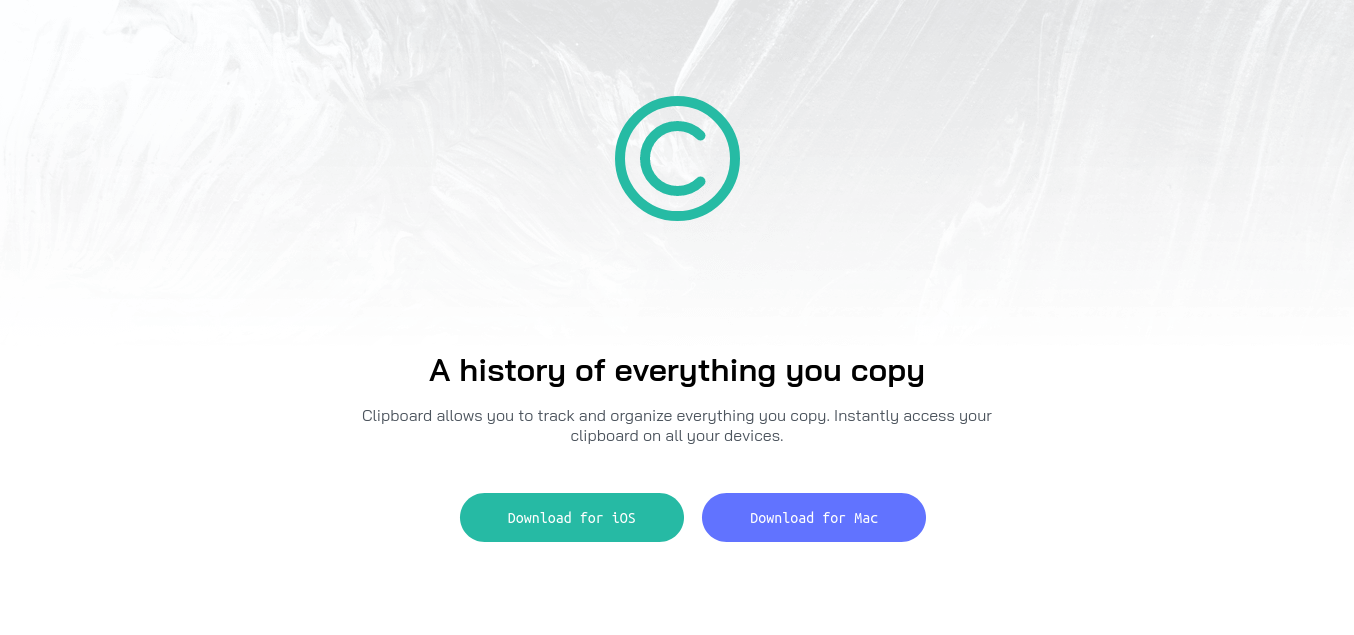 A history of everything you copy
Clipboard allows you to track and organize everything you copy. Instantly access your
clipboard on all your devices.
Download for iOS
Download for Mac